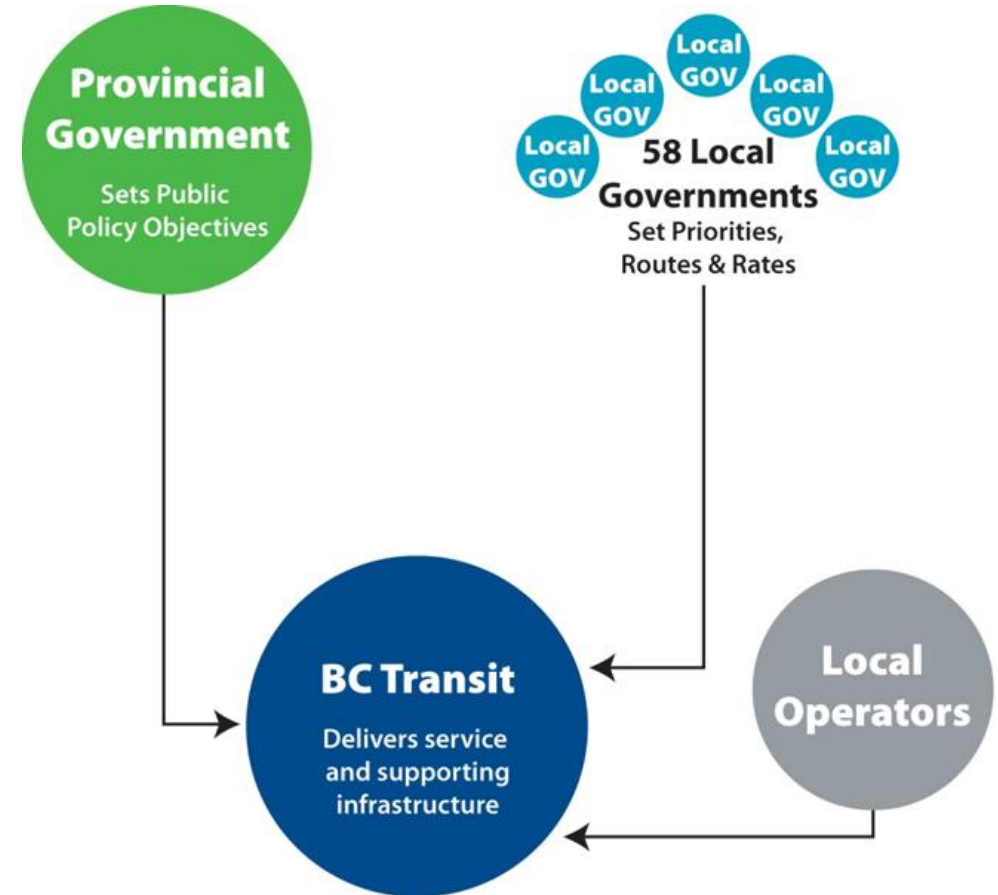 Provincial
Government
Sets Public
Policy Objectives
Local
GOV
Local
GOV
Local
GOV
Local
GOV
Local
GOV
58 Local
Governments
Set Priorities,
Routes & Rates
BC Transit
Delivers service
and supporting
infrastructure
Local
Operators